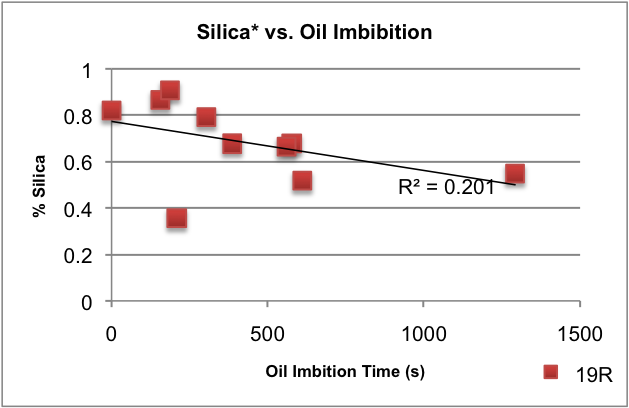 Silica* vs. Oil Imbibition
1
0.8
0.6
0.4
0.2
0
% Silica
R² = 0.201
0 500 1000 1500
Oil Imbition Time (s)
19R